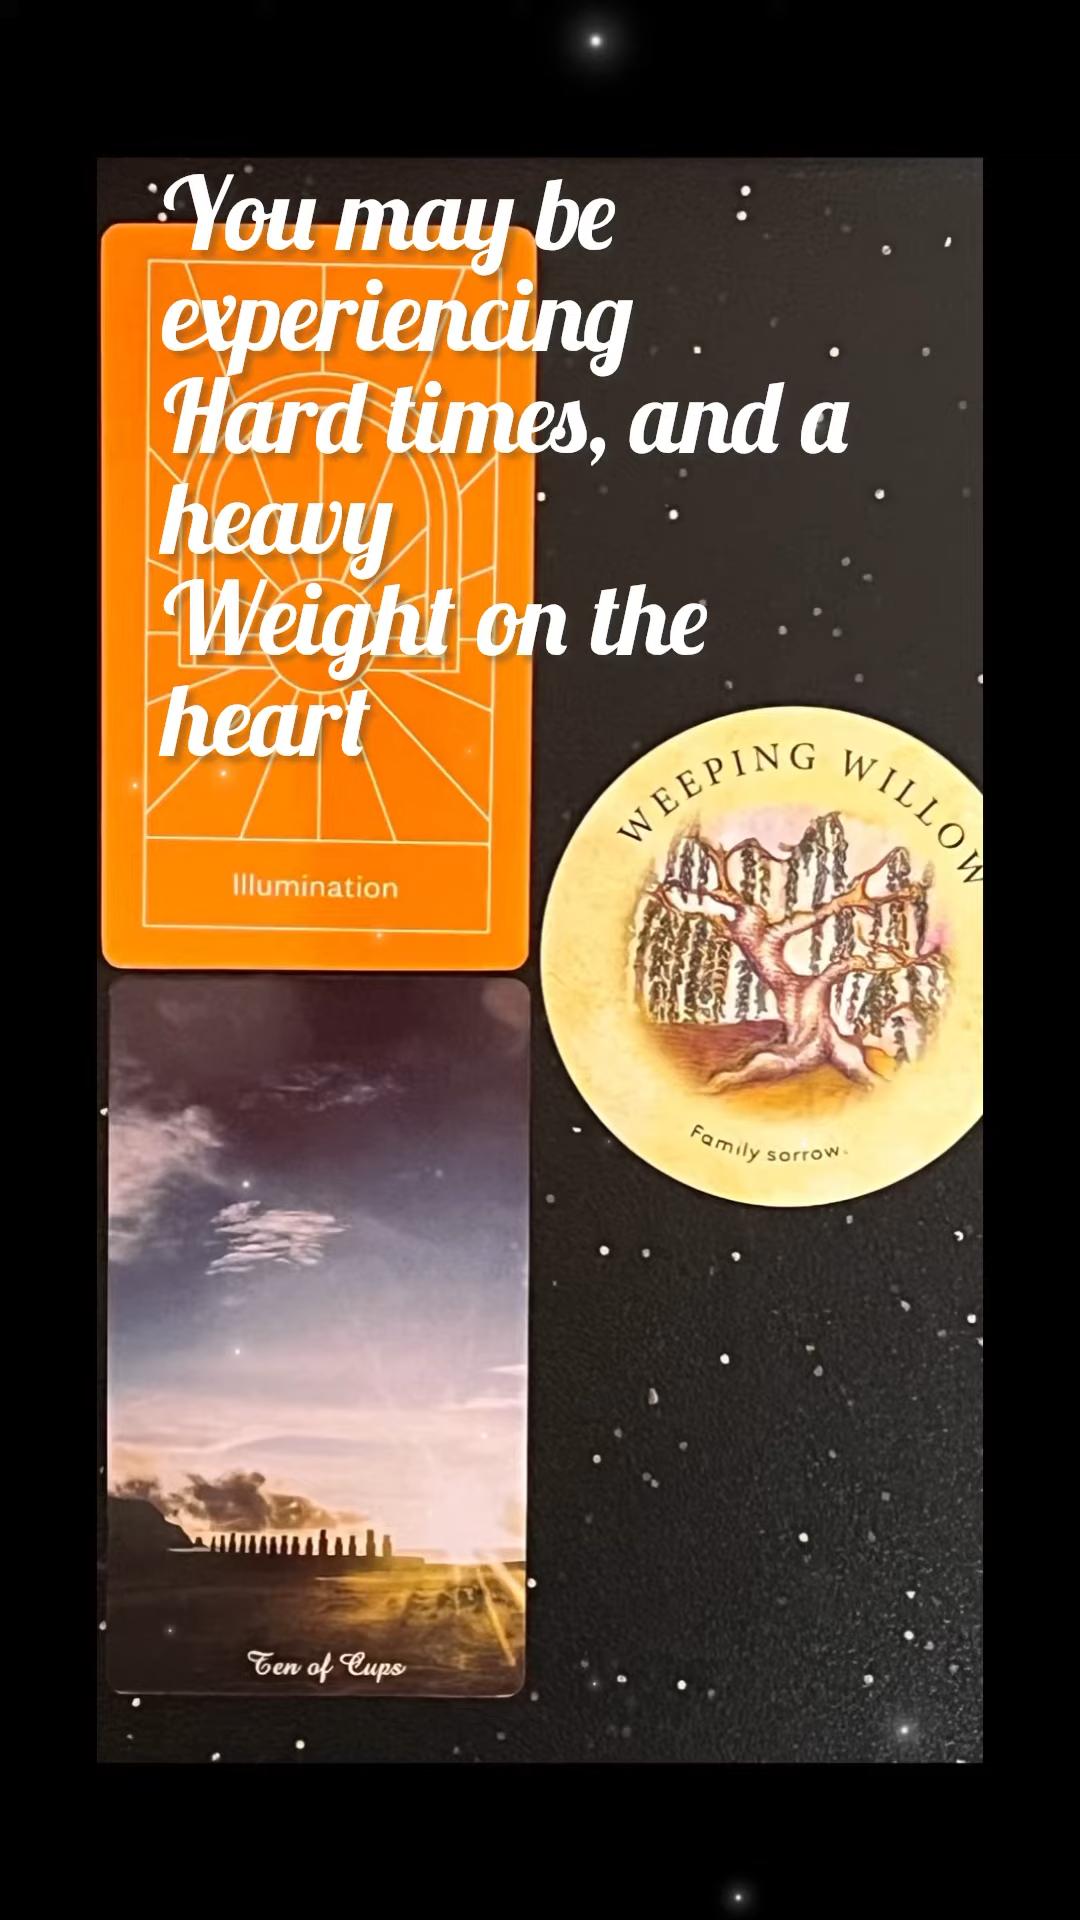 You may be
experiencing
Hard times, and a
heavy
Weight on the
heart
Illumination
WEEPING WILLOW
Family sorrow.
Ten of Cups